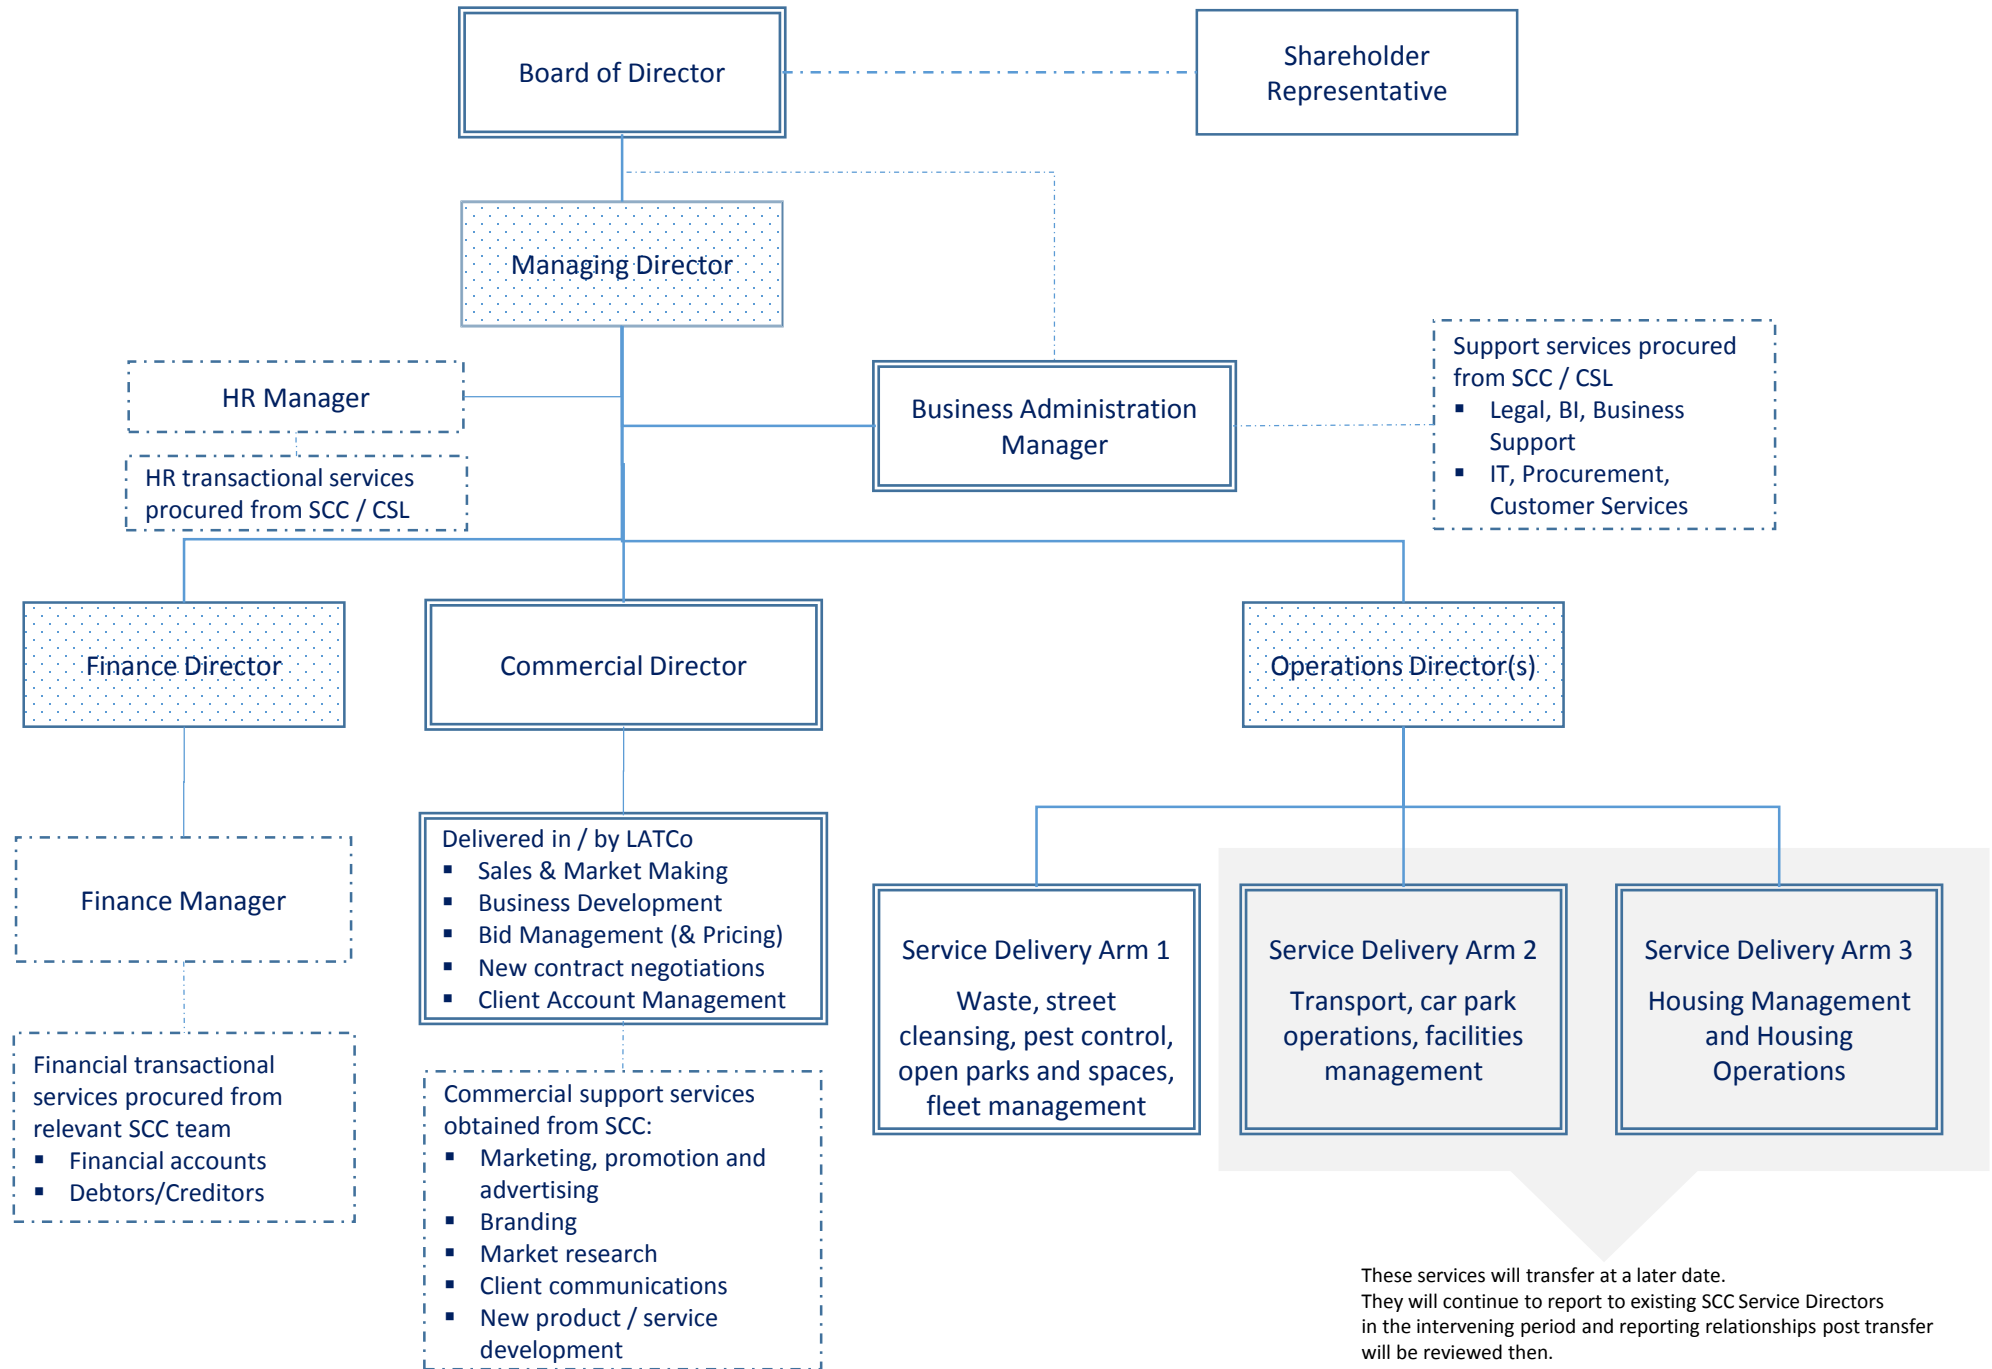 Board of Director
Shareholder
Representative
Managing Director
HR Manager
HR transactional services
procured from SCC / CSL
Business Administration
Manager
Support services procured
from SCC / CSL
▪ Legal, BI, Business
Support
▪ IT, Procurement,
Customer Services
Finance Director
Commercial Director
Operations Director(s)
Finance Manager
Financial transactional
services procured from
relevant SCC team
▪ Financial accounts
▪ Debtors/Creditors
Delivered in / by LATCo
▪ Sales & Market Making
▪ Business Development
▪ Bid Management (& Pricing)
▪ New contract negotiations
▪ Client Account Management
Commercial support services
obtained from SCC:
▪ Marketing, promotion and
advertising
▪ Branding
▪ Market research
▪ Client communications
▪ New product / service
development
Service Delivery Arm 1
Waste, street
cleansing, pest control,
open parks and spaces,
fleet management
Service Delivery Arm 2
Transport, car park
operations, facilities
management
Service Delivery Arm 3
Housing Management
and Housing
Operations
These services will transfer at a later date.
They will continue to report to existing SCC Service Directors
in the intervening period and reporting relationships post transfer
will be reviewed then.